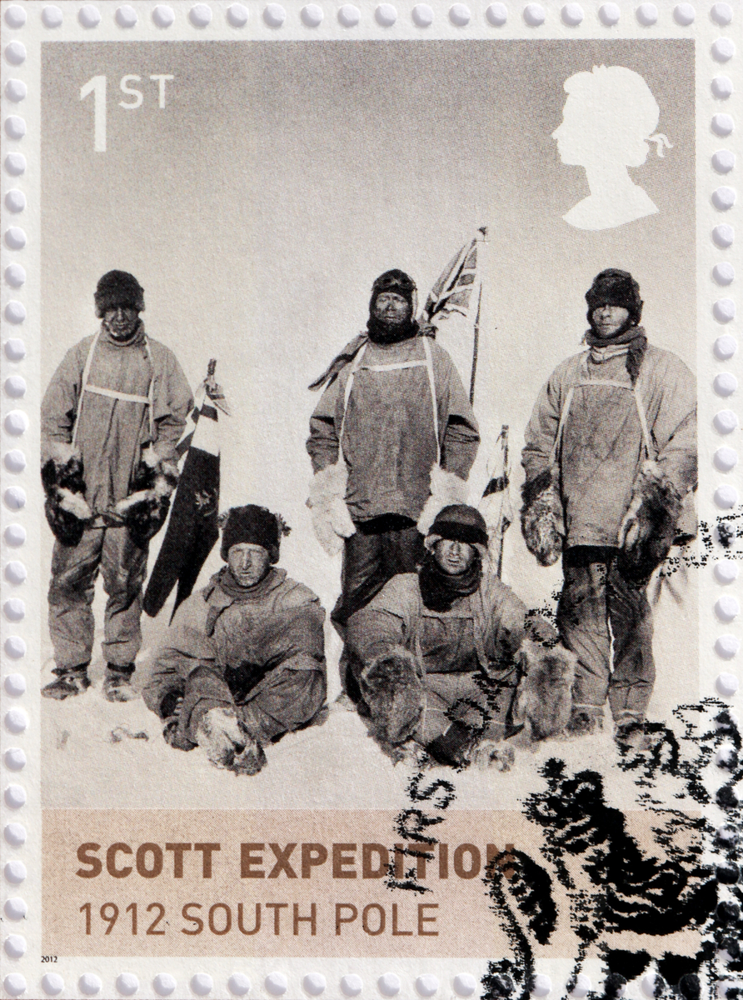 1ST
SCOTT EXPEDITION
1912 SOUTH POLE
2012